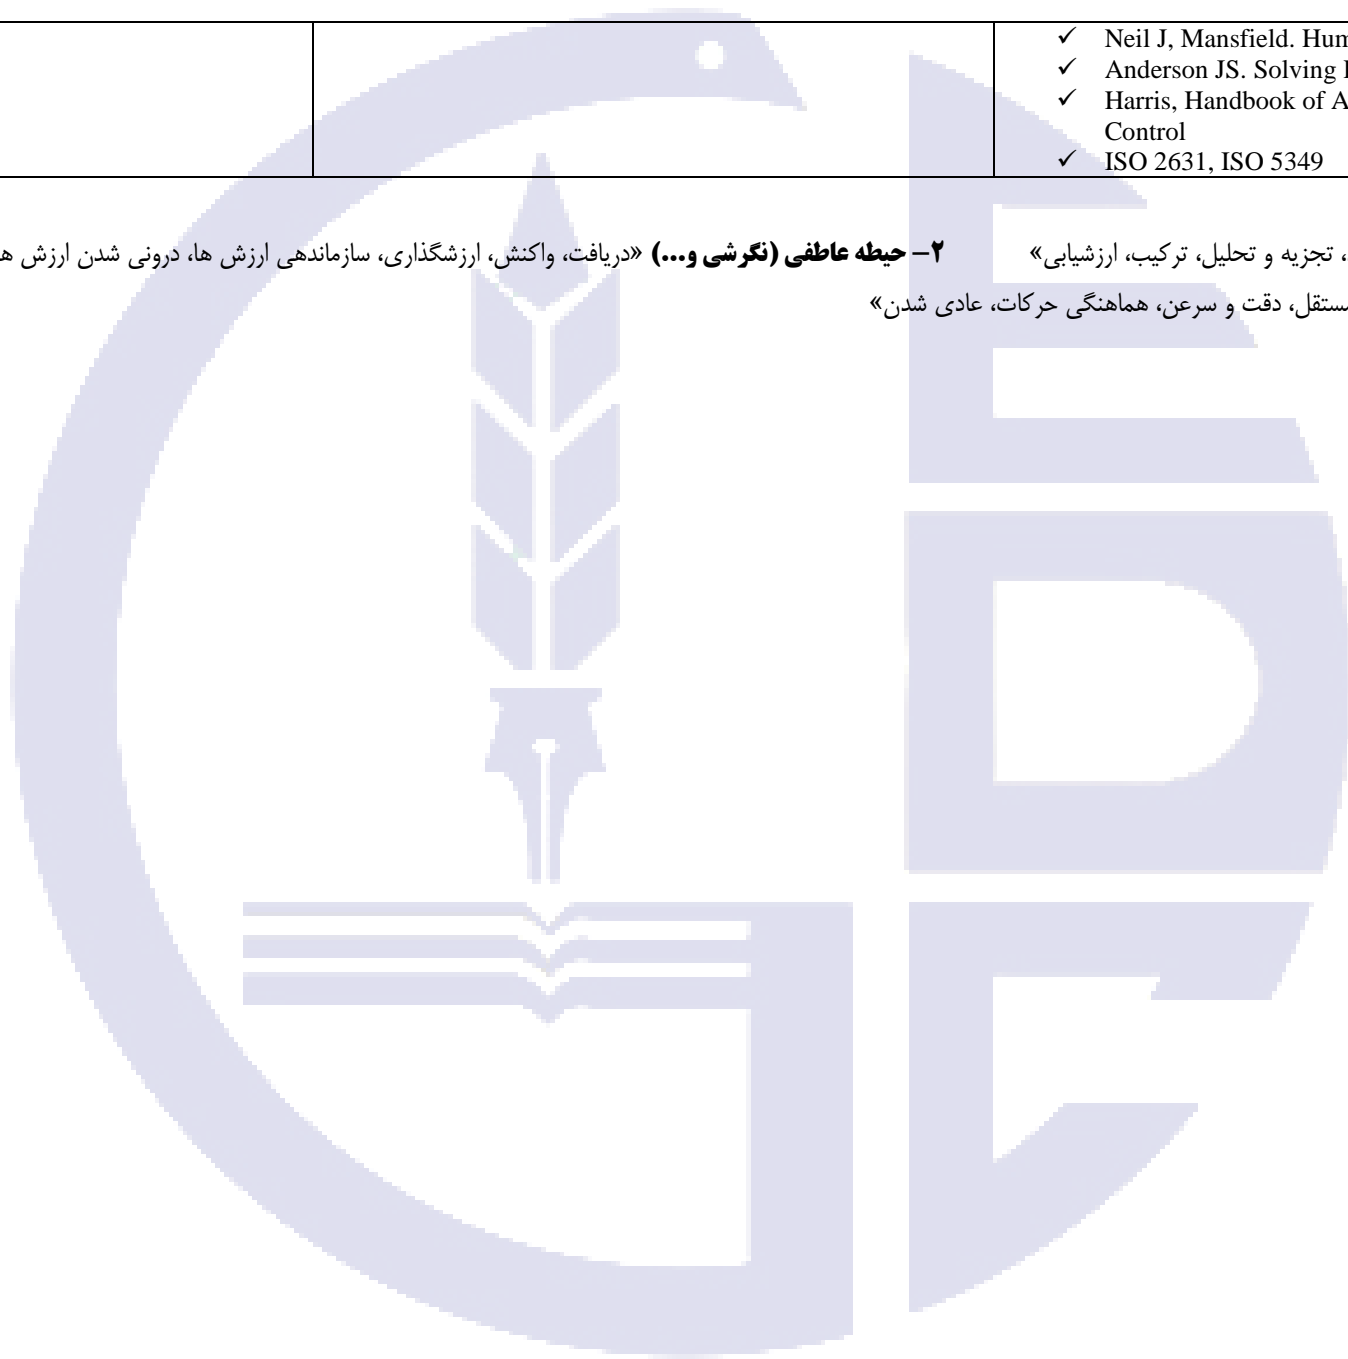 ✓ Neil J, Mansfield. Hum
✓ Anderson JS. Solving
✓ Harris, Handbook of A
Control
✓ ISO 2631, ISO 5349
، تجزیه و تحلیل، ترکیب، ارزشیابی» ۲– حیطه عاطفی (نگرشی و...) «دریافت، واکنش، ارزشگذاری، سازماندهی ارزش ها، درونی شدن ارزش ه
مستقل، دقت و سرعن، هماهنگی حرکات، عادی شدن»